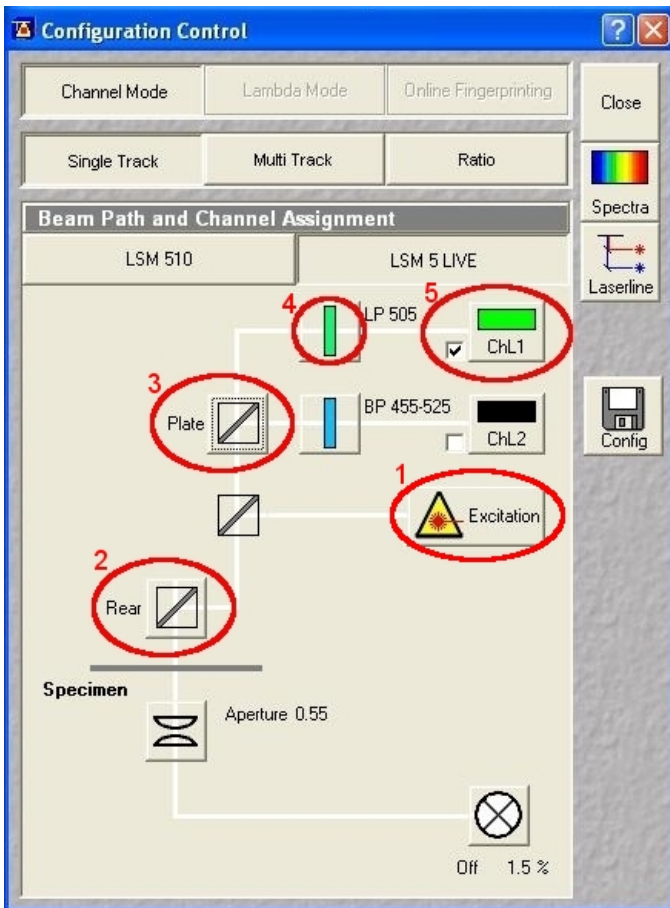 Configuration Control
Channel Mode Lambda Mode Online Fingerprinting
Close
Single Track Multi Track Ratio
Spectra
Beam Path and Channel Assignment
LSM 510 LSM 5 LIVE
Laserline
4 LP 505 5
ChL1
3
Plate BP 455-525
ChL2
Config
1
Excitation
2
Rear
Specimen
Aperture 0.55
Off 1.5 %